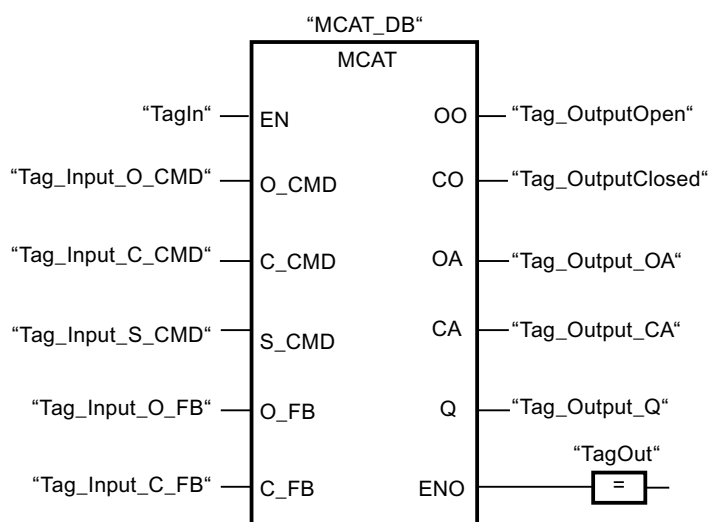 “MCAT_DB“
MCAT
“TagIn“ EN OO “Tag_OutputOpen“
“Tag_Input_O_CMD“ O_CMD CO “Tag_OutputClosed“
“Tag_Input_C_CMD“ C_CMD OA “Tag_Output_OA“
“Tag_Input_S_CMD“ S_CMD CA “Tag_Output_CA“
“Tag_Input_O_FB“ O_FB Q “Tag_Output_Q“
“TagOut“
“Tag_Input_C_FB“ C_FB ENO =